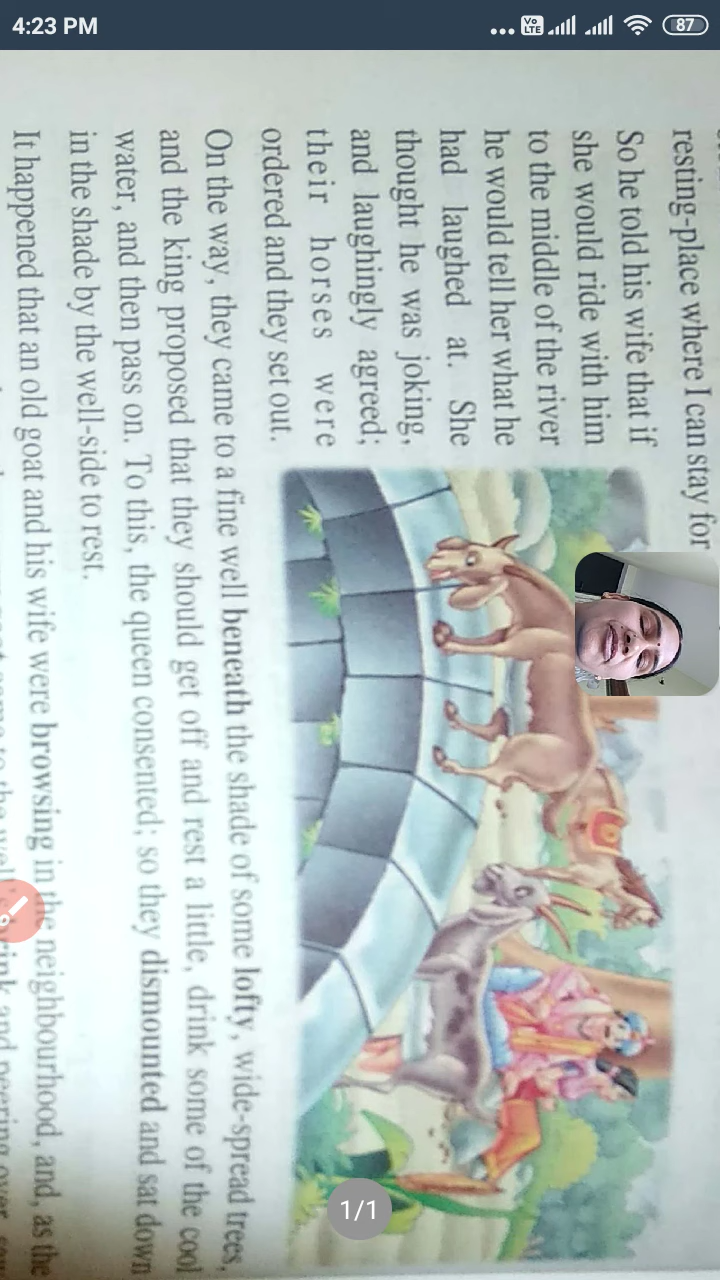 4:23 PM
Vo LTE
87
resting-place where I can stay for
So he told his wife that if
she would ride with him
to the middle of the river
he would tell her what he
had laughed at. She
thought he was joking,
and laughingly agreed;
their horses were
ordered and they set out.
On the way, they came to a fine well beneath the shade of some lofty, wide-spread trees,
and the king proposed that they should get off and rest a little, drink some of the cool
water, and then pass on. To this, the queen consented; so they dismounted and sat down
in the shade by the well-side to rest.
It happened that an old goat and his wife were browsing in the neighbourhood, and, as the
1/1